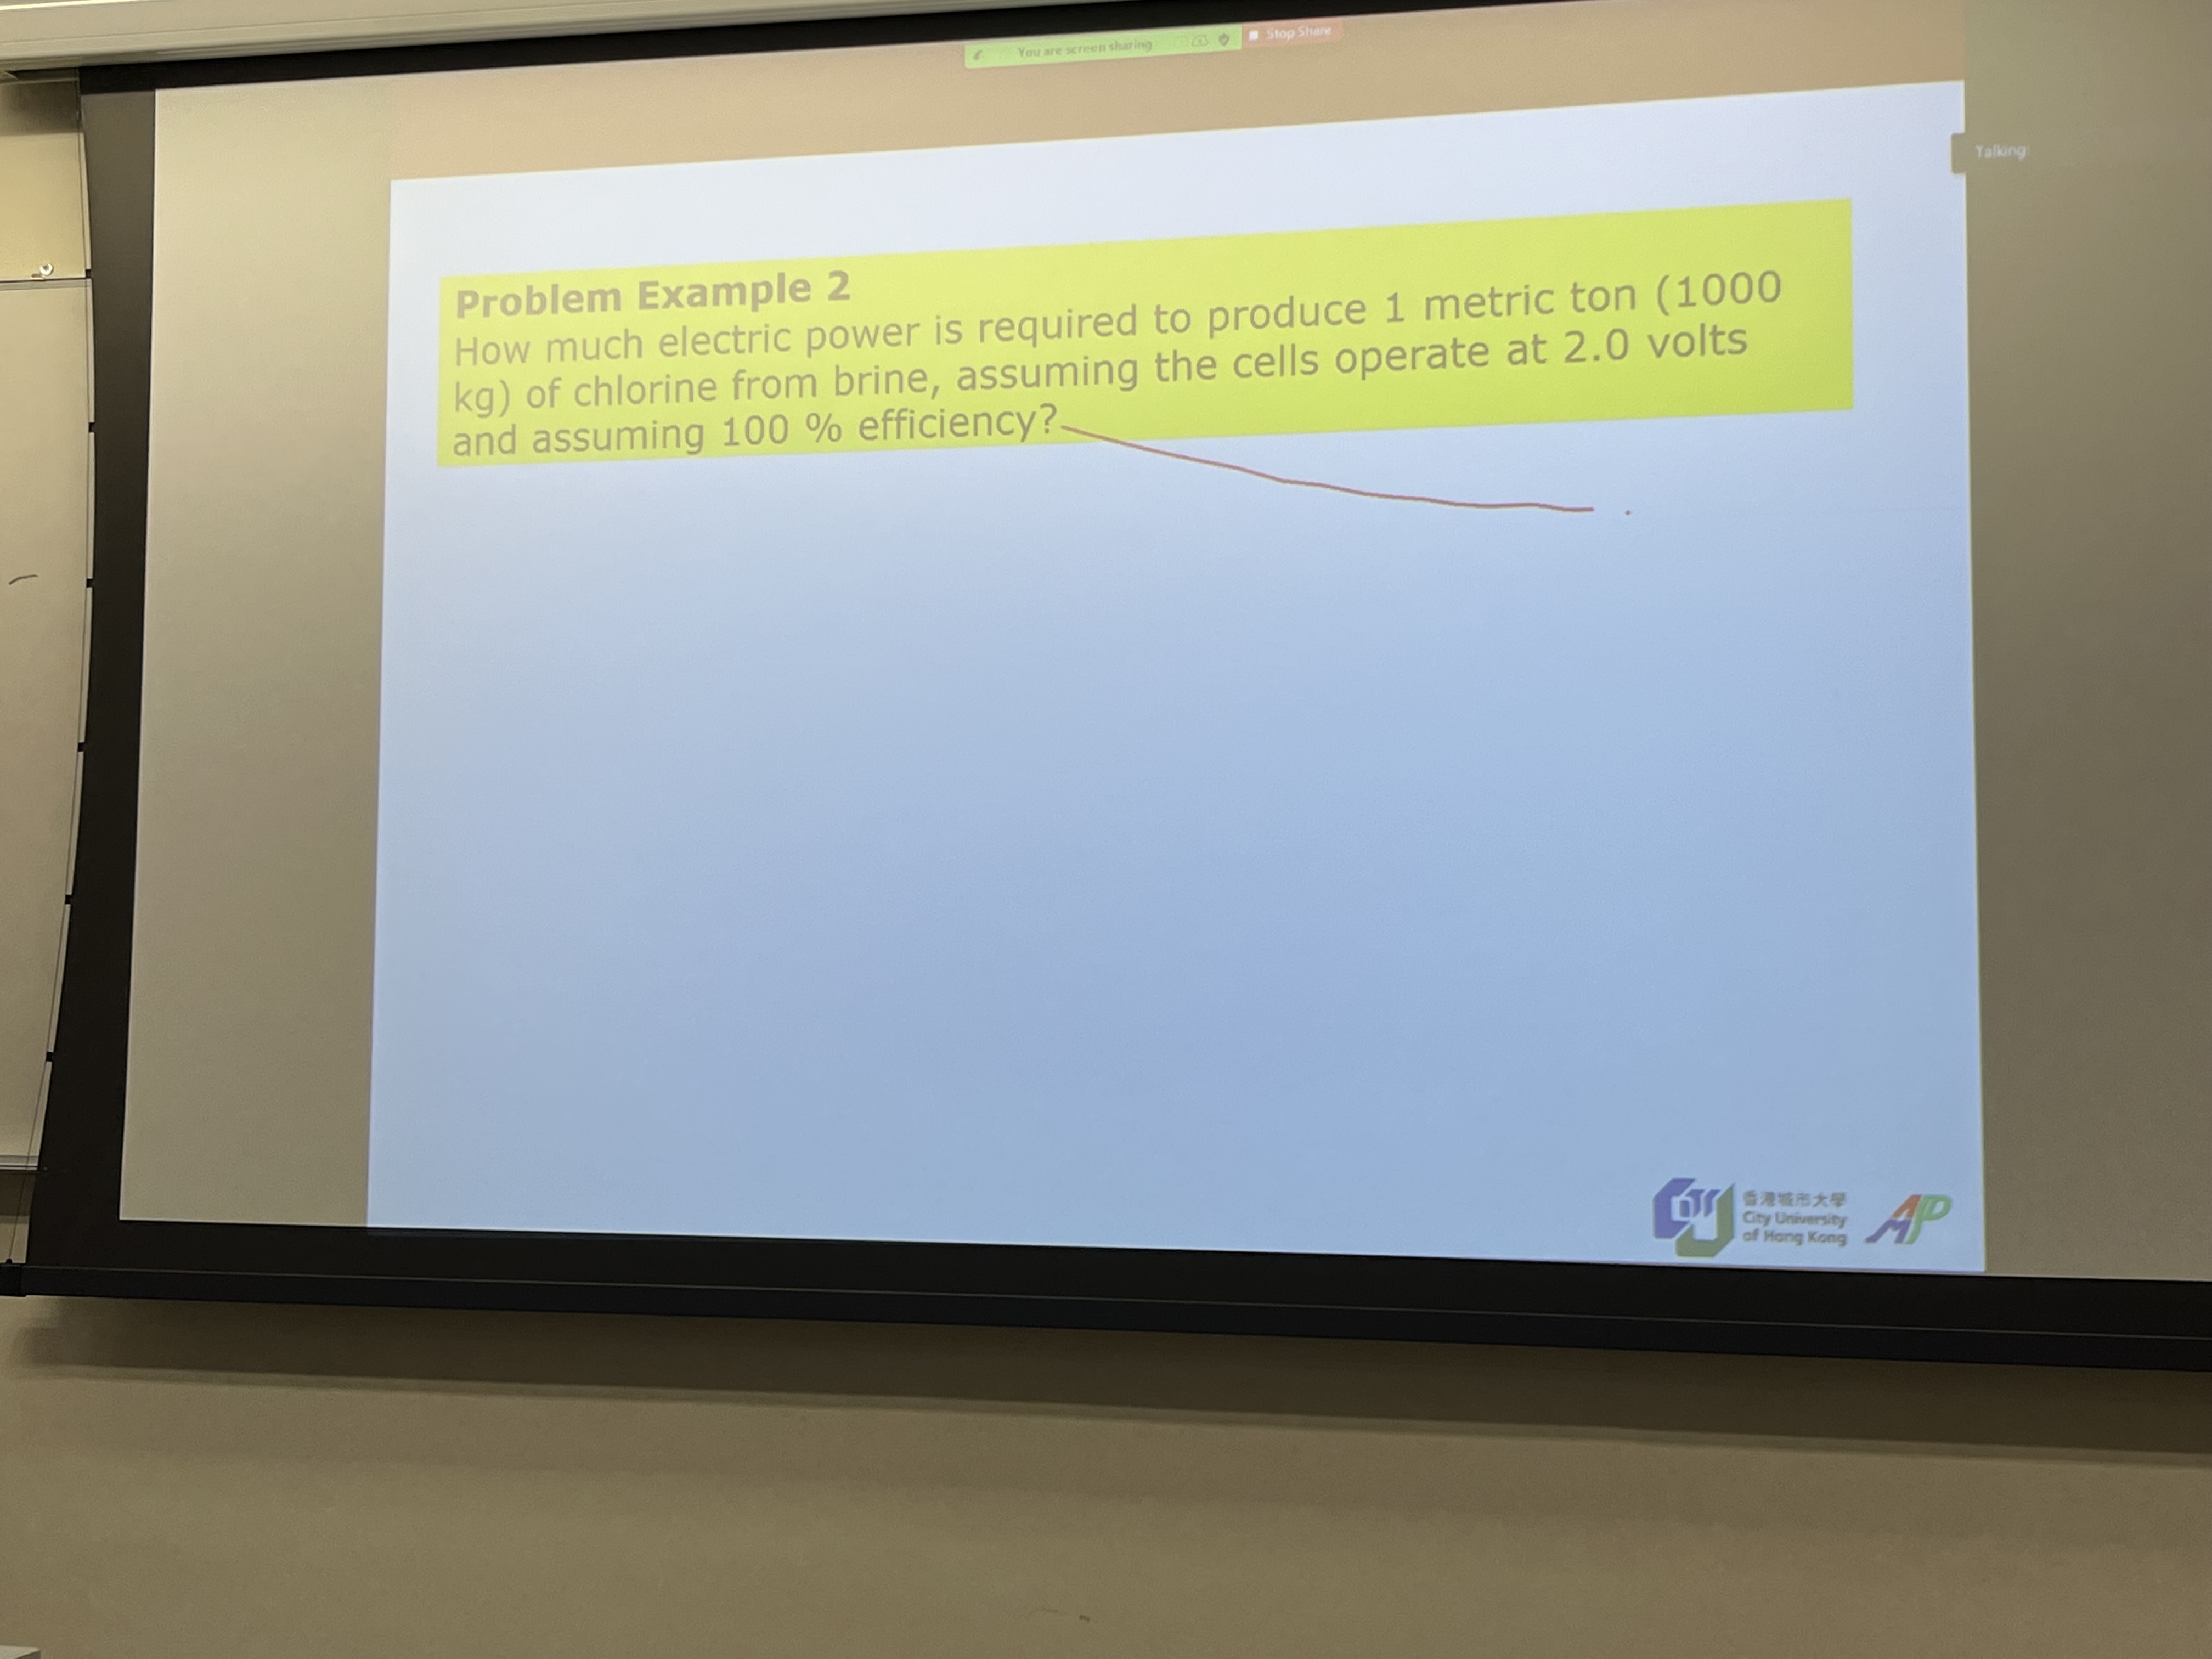 You are screen sharing
Stop Share
Talking:
Problem Example 2
How much electric power is required to produce 1 metric ton (1000
kg) of chlorine from brine, assuming the cells operate at 2.0 volts
and assuming 100 % efficiency?
香港城市大學
City University
of Hong Kong